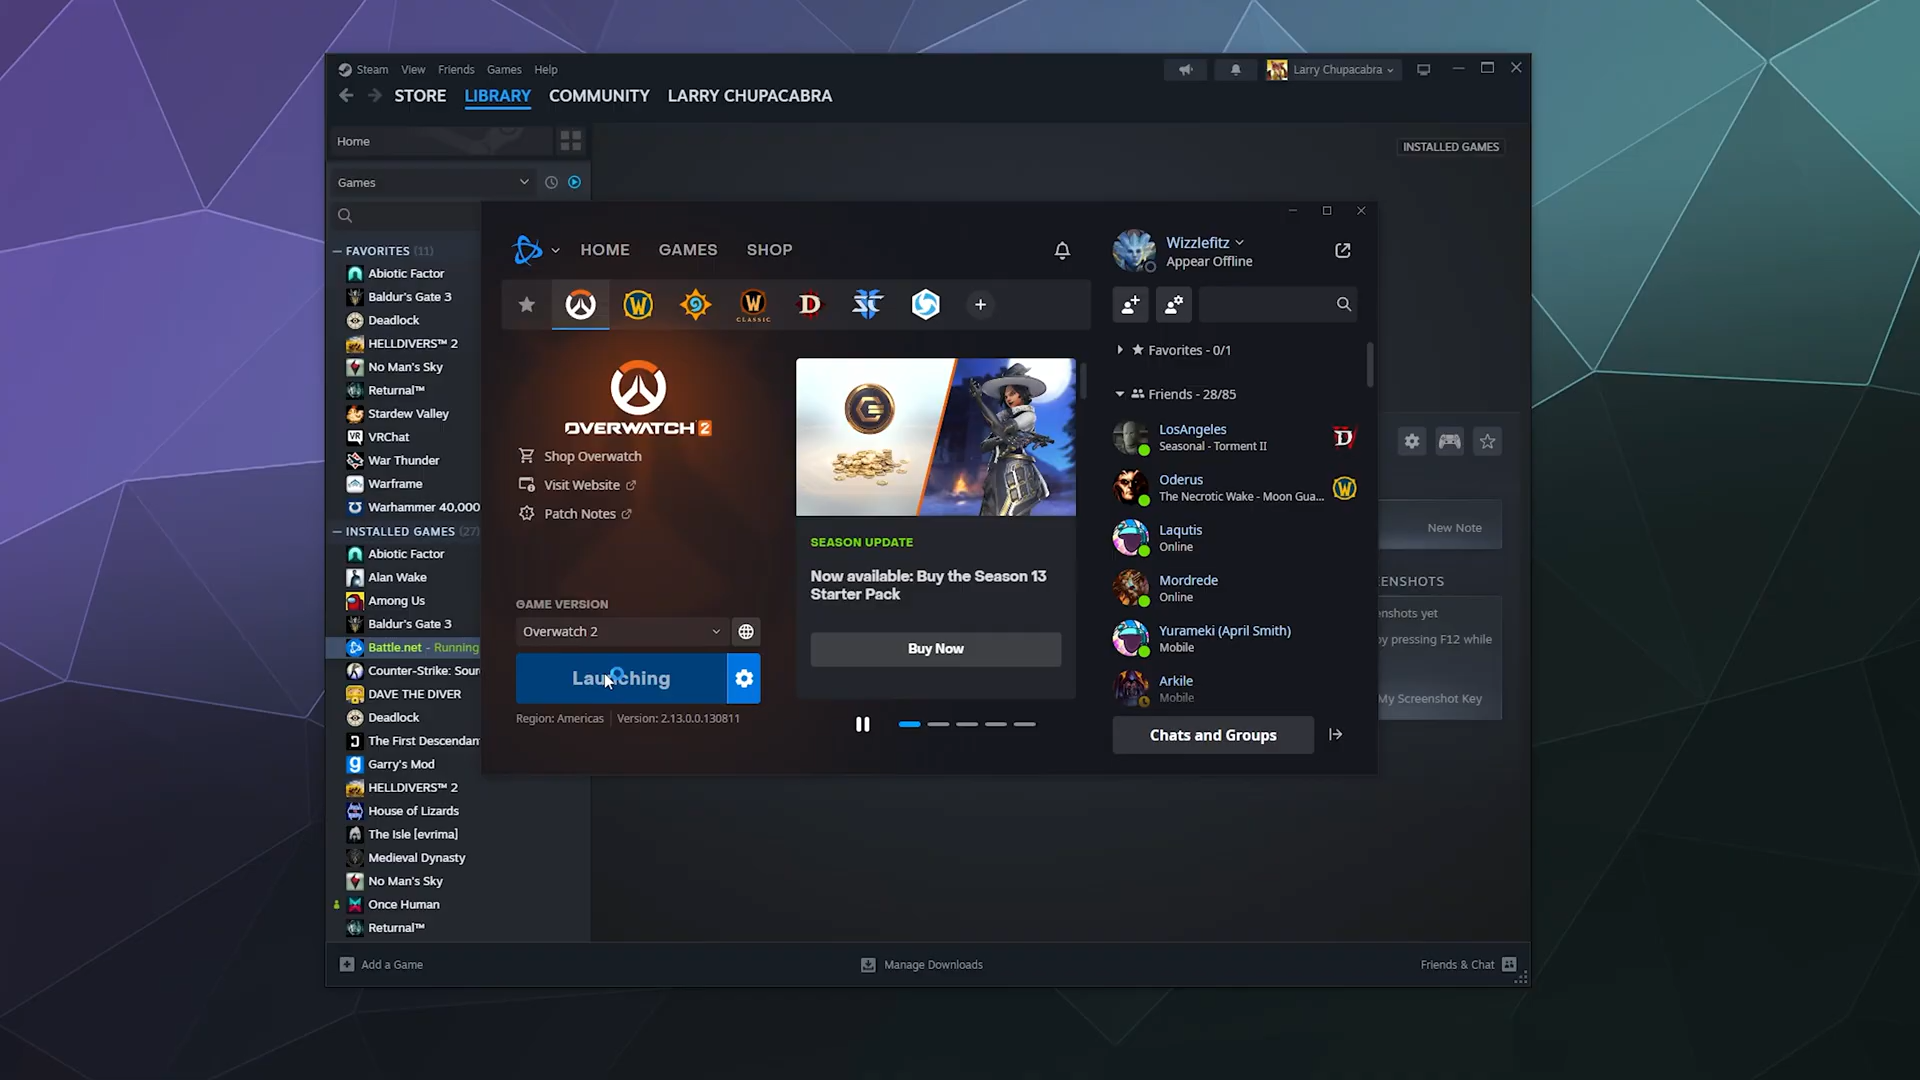 Steam View Friends Games Help
Larry Chupacabra
STORE LIBRARY COMMUNITY LARRY CHUPACABRA
Home
INSTALLED GAMES
Games
FAVORITES (11)
Abiotic Factor
Baldur's Gate 3
Deadlock
HELLDIVERS™ 2
No Man's Sky
Returnal™
Stardew Valley
VRChat
War Thunder
Warframe
Warhammer 40,000
INSTALLED GAMES (27)
Abiotic Factor
Alan Wake
Among Us
Baldur's Gate 3
Battle.net - Running
Counter-Strike: Sour
DAVE THE DIVER
Deadlock
The First Descendan
Garry's Mod
HELLDIVERS™ 2
House of Lizards
The Isle [evrima]
Medieval Dynasty
No Man's Sky
Once Human
Returnal™
HOME GAMES SHOP
CLASSIC
OVERWATCH 2
Shop Overwatch
Visit Website
Patch Notes
GAME VERSION
Overwatch 2
Launching
Region: Americas Version: 2.13.0.0.130811
SEASON UPDATE
Now available: Buy the Season 13
Starter Pack
Buy Now
Wizzlefitz
Appear Offline
Favorites - 0/1
Friends - 28/85
LosAngeles
Seasonal - Torment II
Oderus
The Necrotic Wake - Moon Gua...
Laqutis
Online
Mordrede
Online
Yurameki (April Smith)
Mobile
Arkile
Mobile
Chats and Groups
New Note
ENSHOTS
nshots yet
by pressing F12 while
My Screenshot Key
Add a Game
Manage Downloads
Friends & Chat